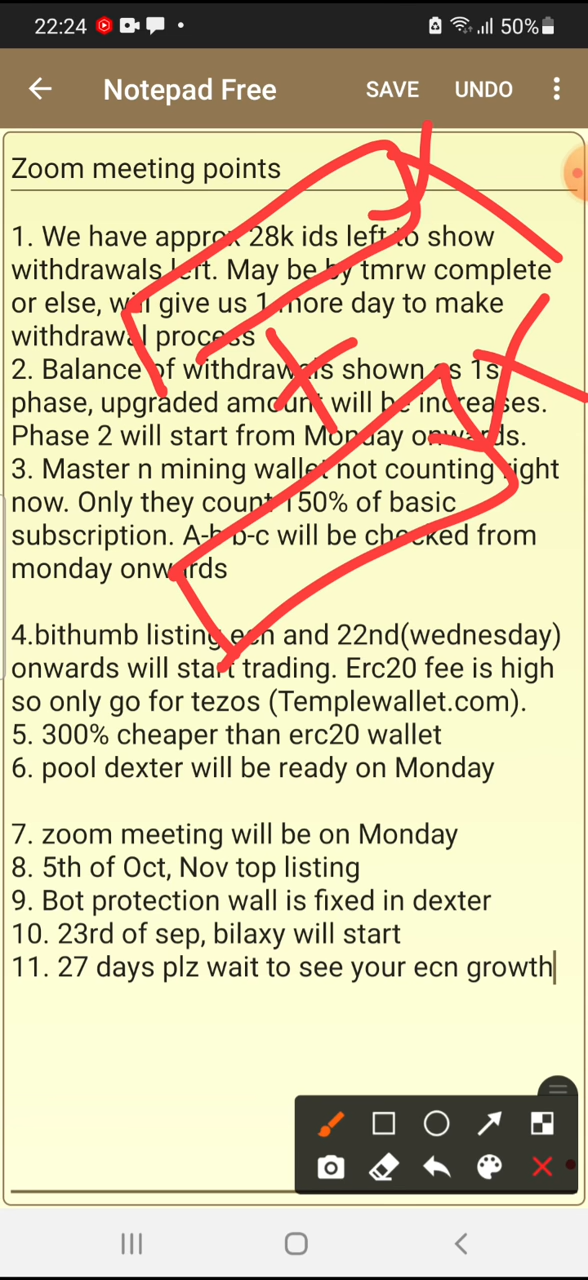 22:24 50%
Notepad Free SAVE UNDO
Zoom meeting points
1. We have approx 28k ids left to show
withdrawals left. May be by tmrw complete
or else, will give us 1 more day to make
withdrawal process
2. Balance of withdrawals shown as 1s
phase, upgraded amount will be increases.
Phase 2 will start from Monday onwards.
3. Master n mining wallet not counting right
now. Only they count 150% of basic
subscription. A-b b-c will be checked from
monday onwards
4.bithumb listing ecn and 22nd(wednesday)
onwards will start trading. Erc20 fee is high
so only go for tezos (Templewallet.com).
5. 300% cheaper than erc20 wallet
6. pool dexter will be ready on Monday
7. zoom meeting will be on Monday
8. 5th of Oct, Nov top listing
9. Bot protection wall is fixed in dexter
10. 23rd of sep, bilaxy will start
11. 27 days plz wait to see your ecn growth